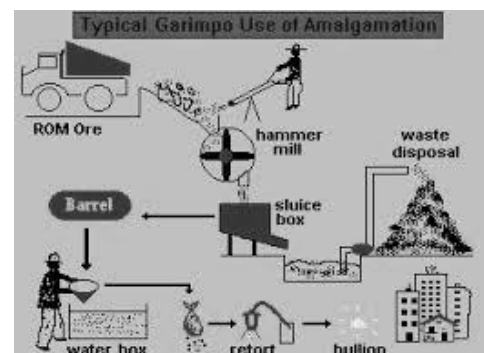 Typical Garimpo Use of Amalgamation
ROM Ore
hammer
mill
waste
disposal
Barrel
sluice
box
water box
retort
bullion